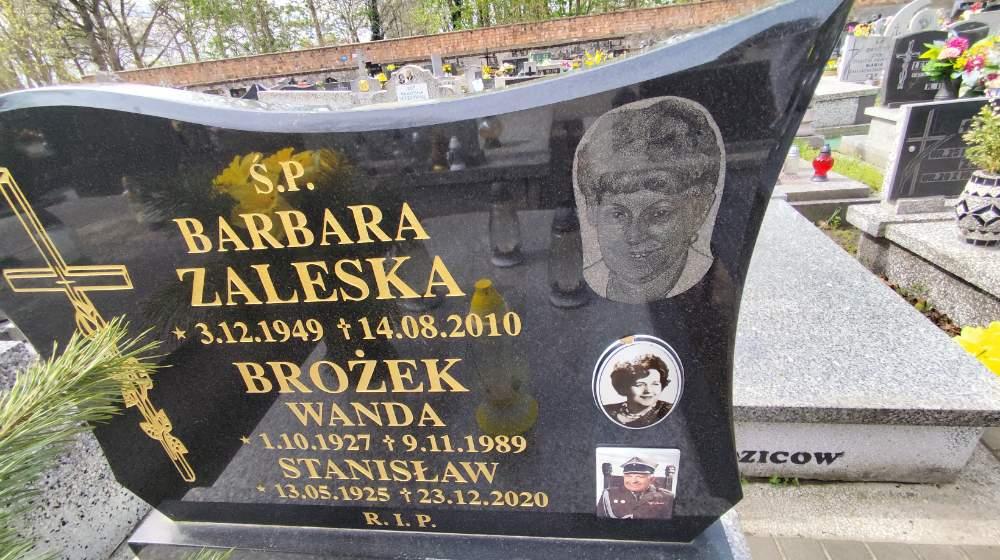 Ś.P.
BARBARA
ZALESKA
* 3.12.1949 † 14.08.2010
BROŻEK
WANDA
* 1.10.1927 † 9.11.1989
STANISŁAW
* 13.05.1925 † 23.12.2020
R. I. P.
ZICOW